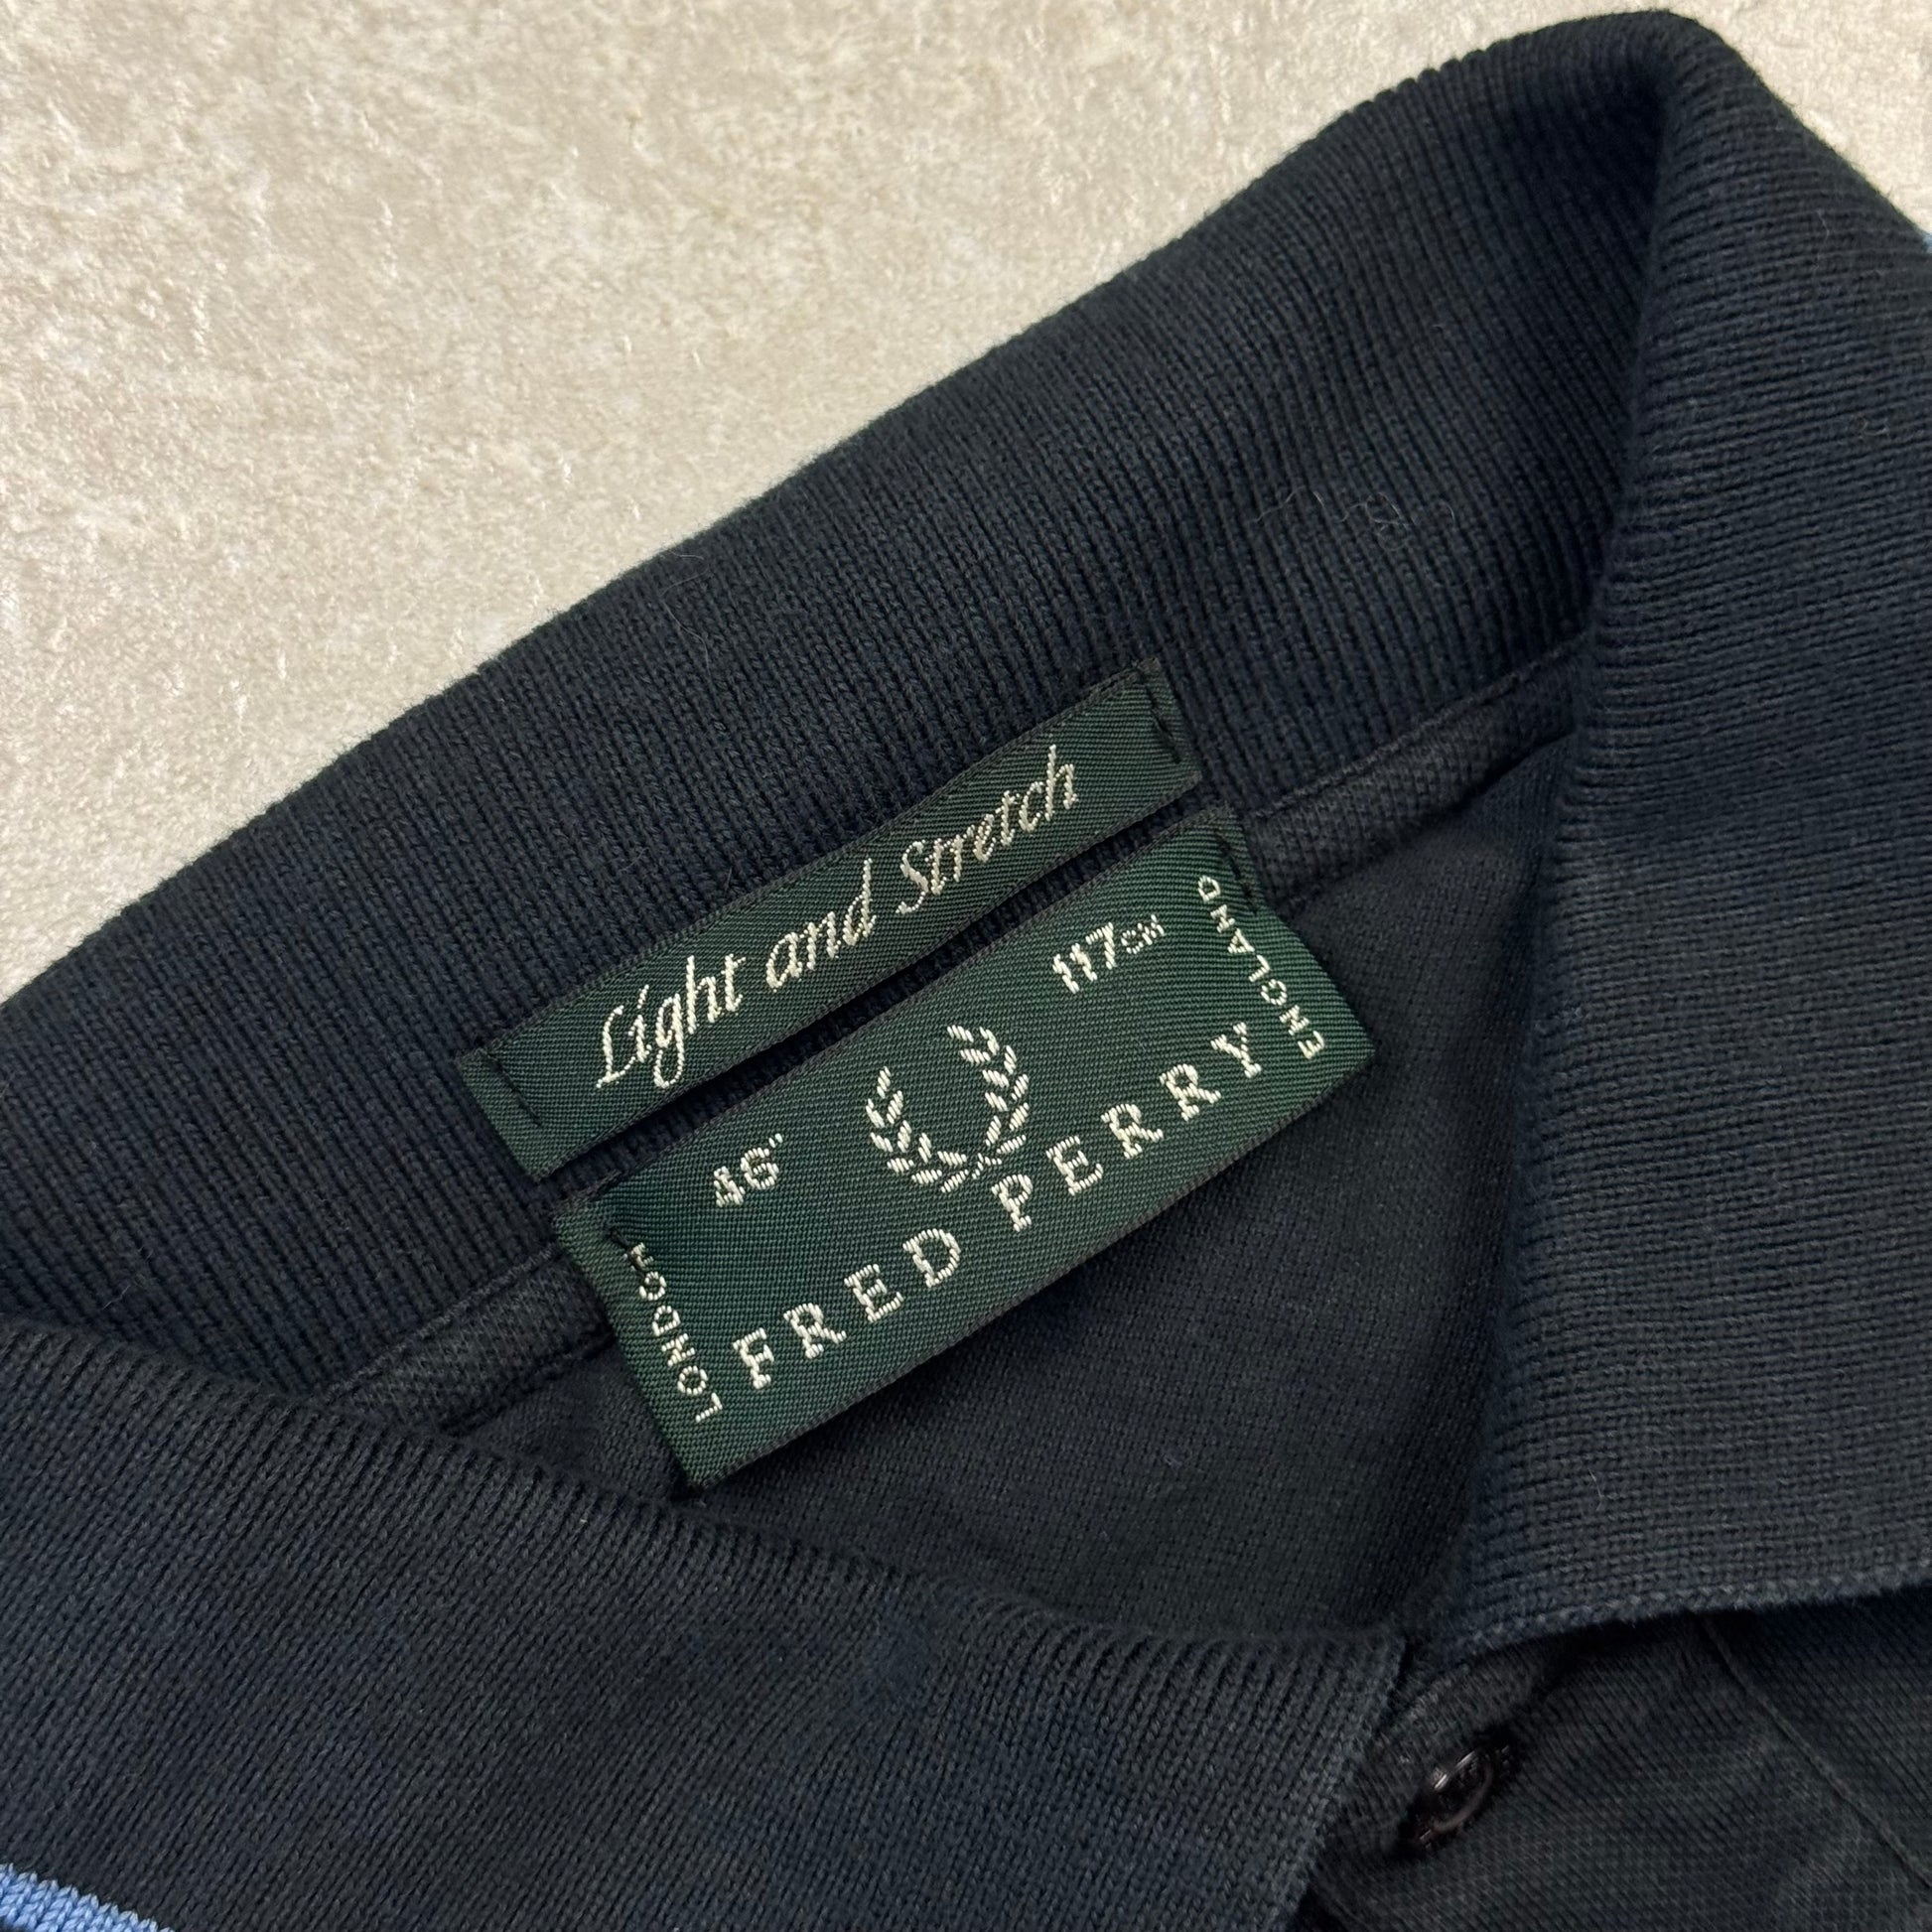 Light and Stretch
46" 117CM
FRED PERRY
LONDON
ENGLAND